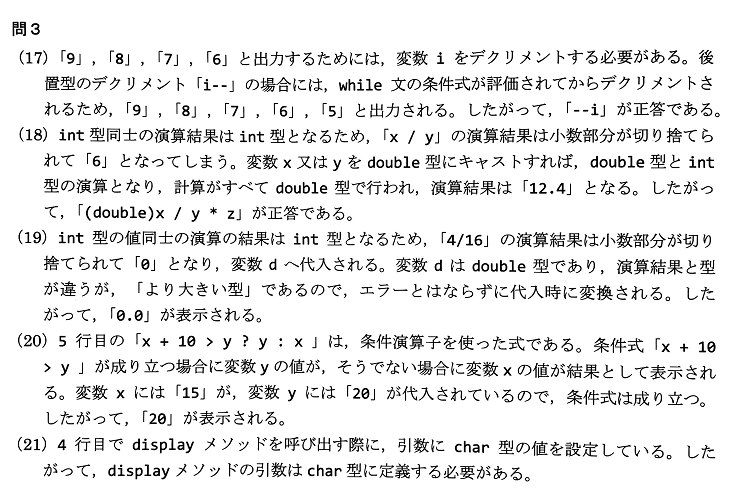 問3
(17)「9」,「8」,「7」,「6」と出力するためには,変数 i をデクリメントする必要がある。後
置型のデクリメント「i--」の場合には,while 文の条件式が評価されてからデクリメントさ
れるため,「9」,「8」,「7」,「6」,「5」と出力される。したがって,「--i」が正答である。
(18) int 型同士の演算結果は int 型となるため,「x / y」の演算結果は小数部分が切り捨てら
れて「6」となってしまう。変数 x 又は y を double 型にキャストすれば,double 型と int
型の演算となり,計算がすべて double 型で行われ,演算結果は「12.4」となる。したがっ
て,「(double)x / y * z」が正答である。
(19) int 型の値同士の演算の結果は int 型となるため,「4/16」の演算結果は小数部分が切り
捨てられて「0」となり,変数 d へ代入される。変数 d は double 型であり,演算結果と型
が違うが,「より大きい型」であるので,エラーとはならずに代入時に変換される。した
がって,「0.0」が表示される。
(20) 5 行目の「x + 10 > y ? y : x 」は,条件演算子を使った式である。条件式「x + 10
> y 」が成り立つ場合に変数 y の値が,そうでない場合に変数 x の値が結果として表示され
る。変数 x には「15」が,変数 y には「20」が代入されているので,条件式は成り立つ。
したがって,「20」が表示される。
(21) 4 行目で display メソッドを呼び出す際に,引数に char 型の値を設定している。した
がって,display メソッドの引数は char 型に定義する必要がある。